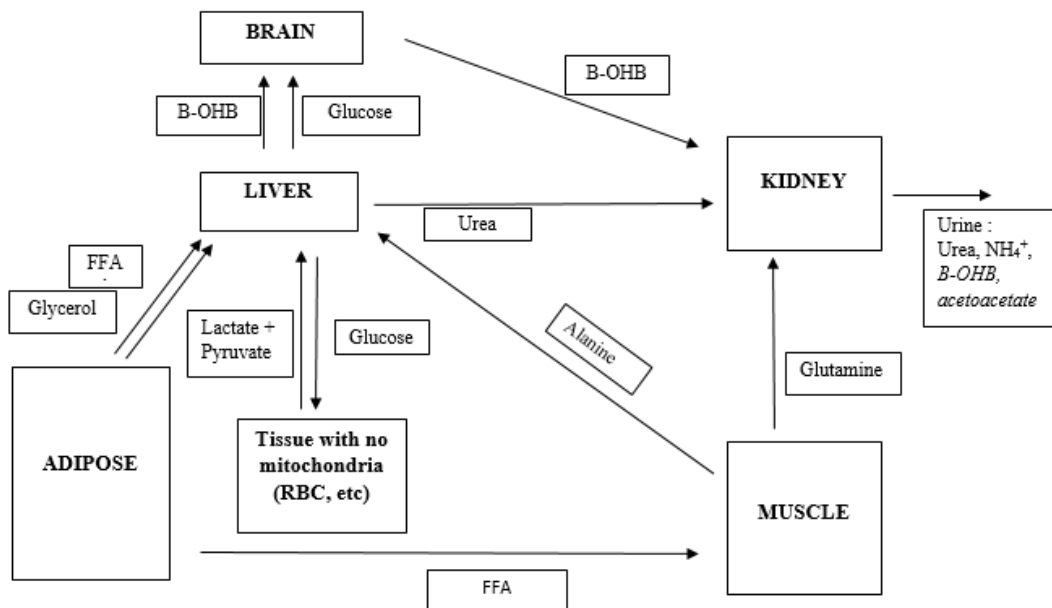 BRAIN
B-OHB
B-OHB
Glucose
KIDNEY
LIVER
Urea
Urine :
Urea, NH₄⁺,
B-OHB,
acetoacetate
FFA
Glycerol
Lactate +
Pyruvate
Glucose
Alanine
Glutamine
ADIPOSE
Tissue with no
mitochondria
(RBC, etc)
MUSCLE
FFA